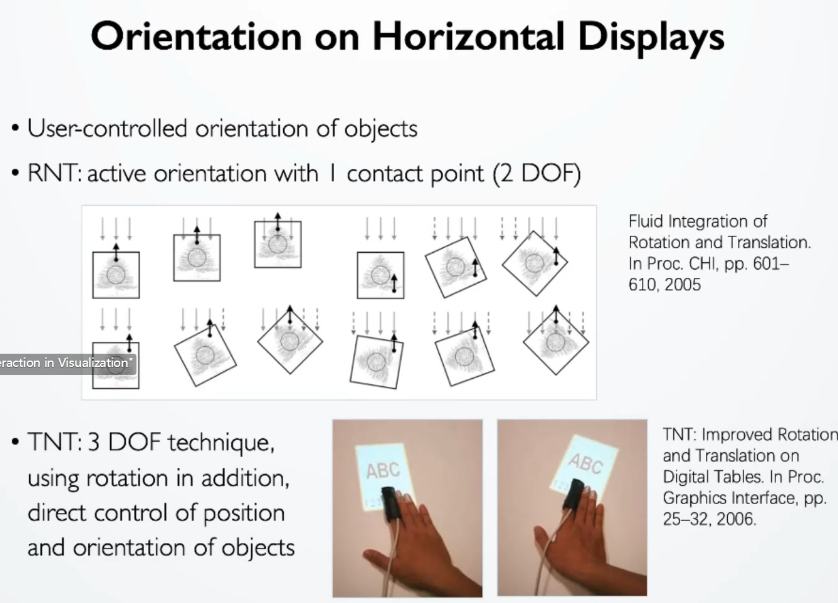 Orientation on Horizontal Displays
• User-controlled orientation of objects
• RNT: active orientation with 1 contact point (2 DOF)
Fluid Integration of
Rotation and Translation.
In Proc. CHI, pp. 601–
610, 2005
eraction in Visualization"
• TNT: 3 DOF technique,
using rotation in addition,
direct control of position
and orientation of objects
ABC
ABC
TNT: Improved Rotation
and Translation on
Digital Tables. In Proc.
Graphics Interface, pp.
25–32, 2006.